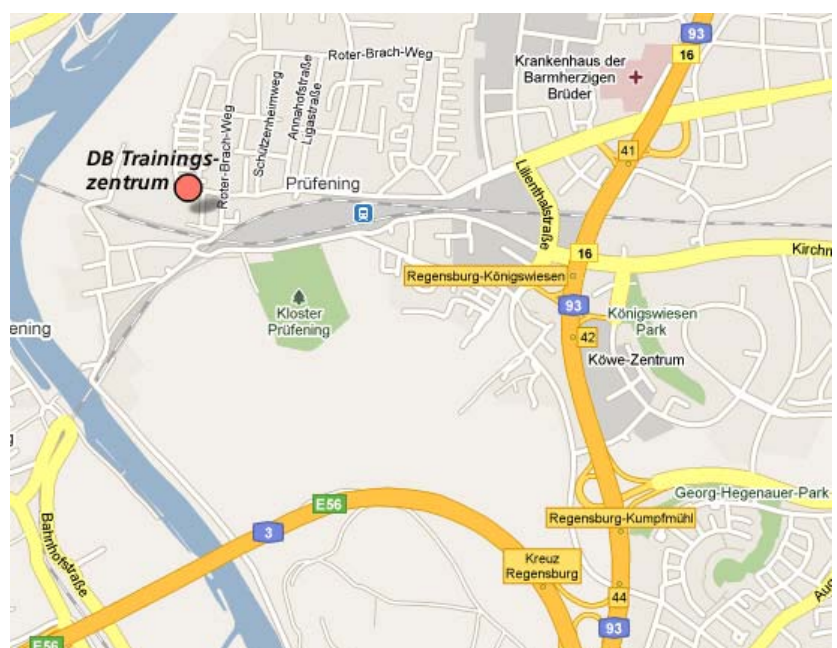 93
16
Roter-Brach-Weg
Krankenhaus der
Barmherzigen
Brüder
Schützenheimweg
Annahofstraße
Ligastraße
Roter-Brach-Weg
41
DB Trainings-
zentrum
Prüfening
Lilienthalstraße
16
Regensburg-Königswiesen
93
Königswiesen
Park
Kloster
Prüfening
42
Köwe-Zentrum
E56
3
Georg-Hegenauer-Park
Regensburg-Kumpfmühl
Bahnhofstraße
Kreuz
Regensburg
44
93
E56